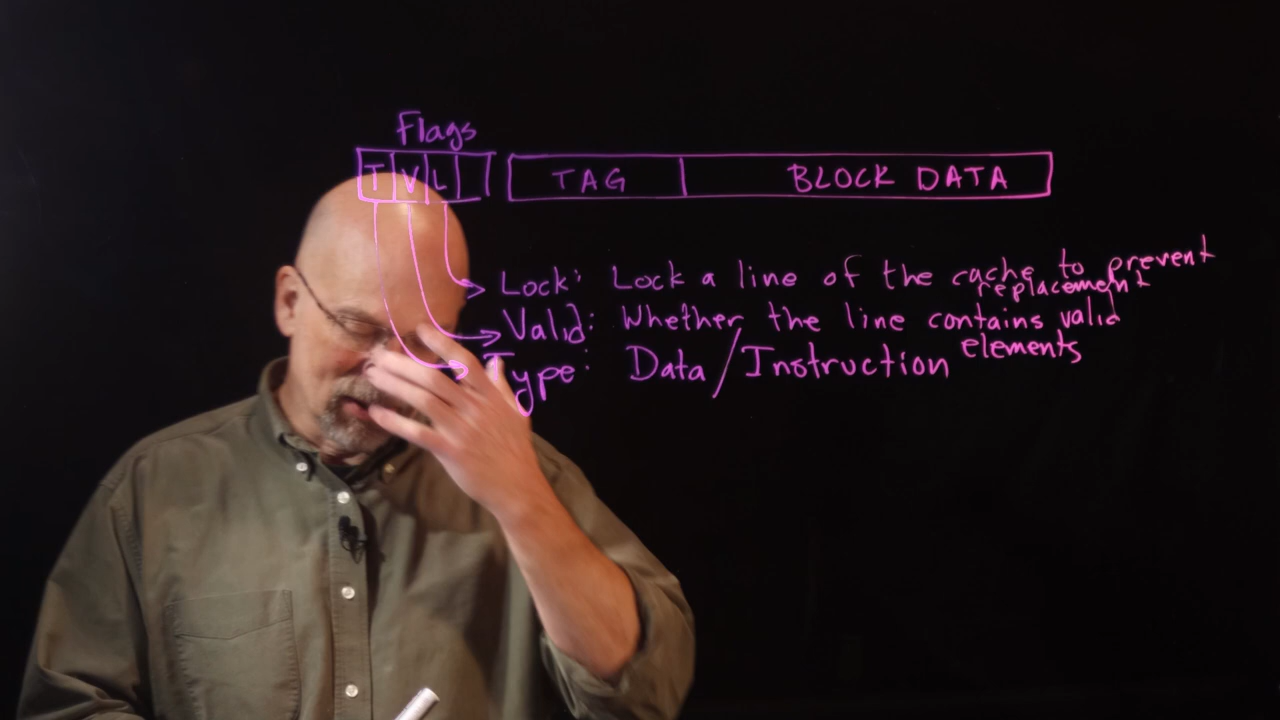 Flags
T V L TAG BLOCK DATA
Lock: Lock a line of the cache to prevent
replacement
Valid: Whether the line contains valid
elements
Type: Data/Instruction